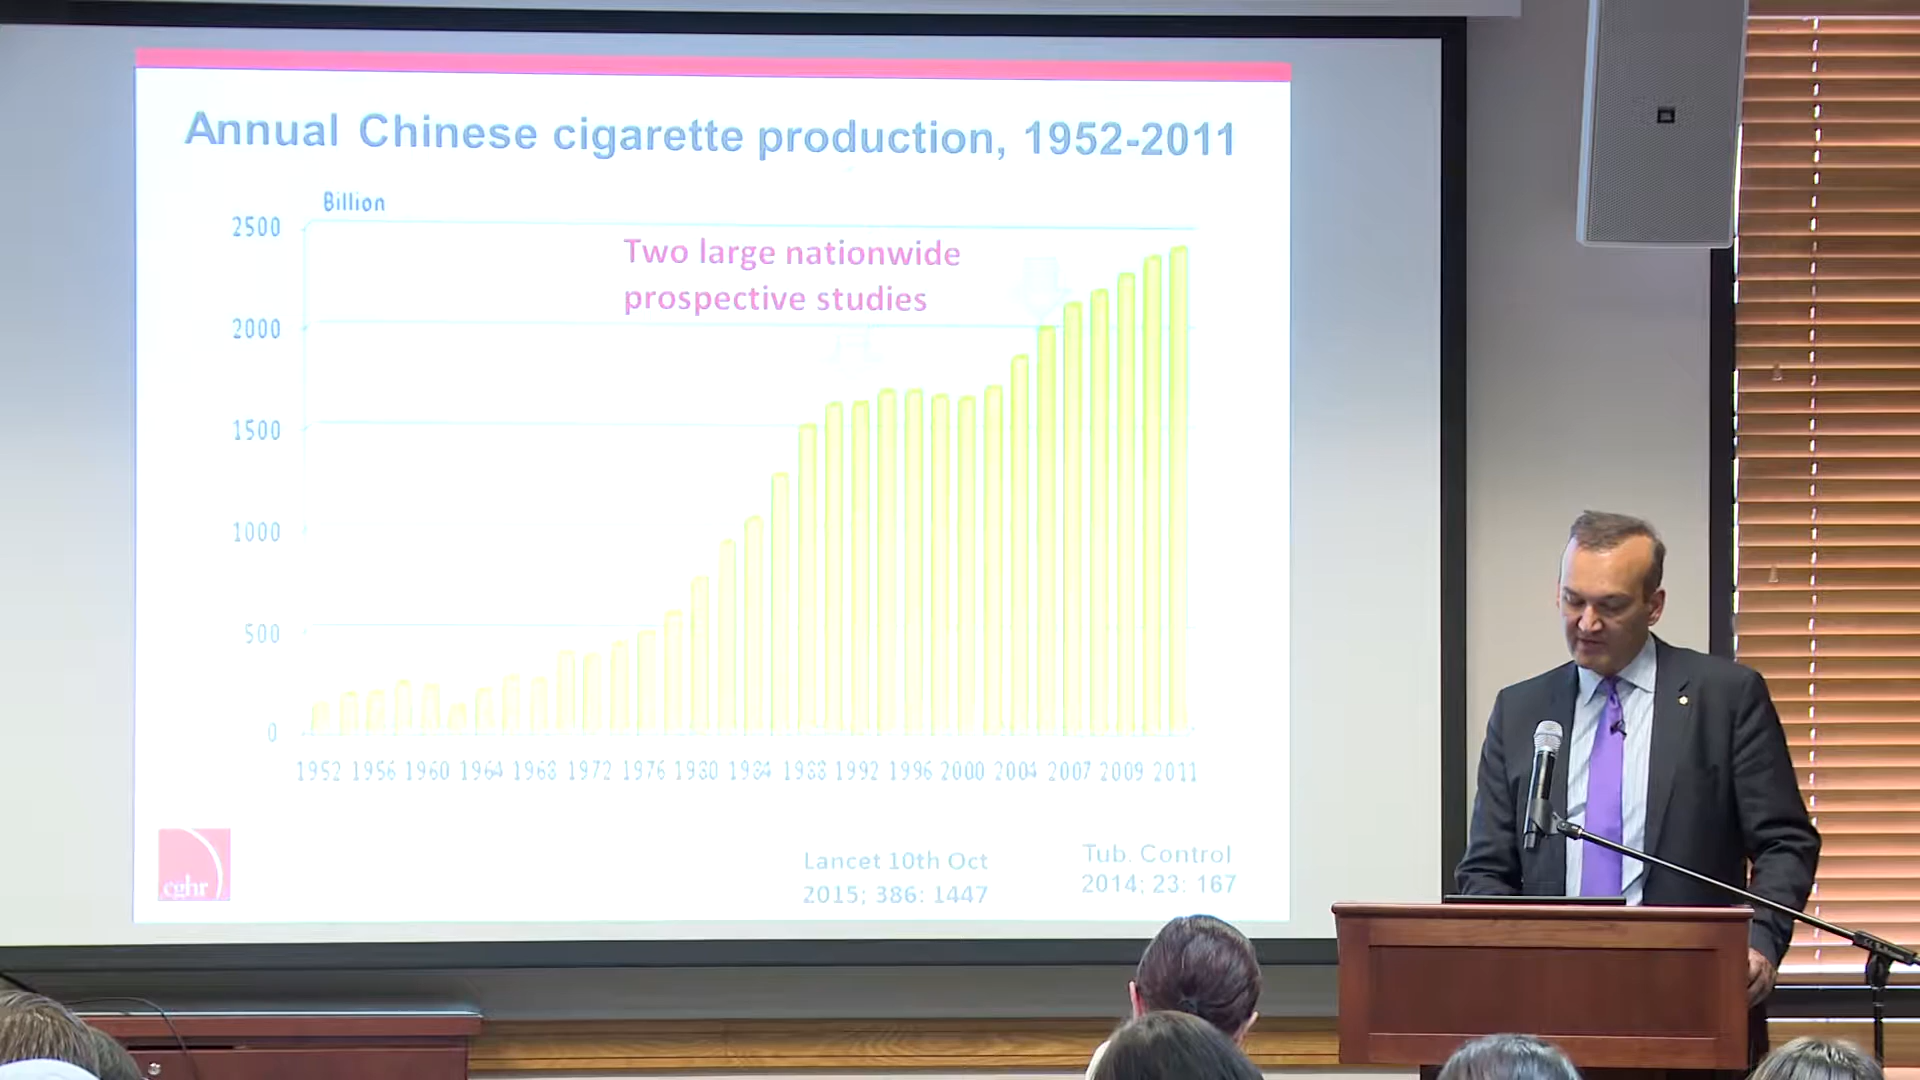 Annual Chinese cigarette production, 1952-2011
Billion
2500
Two large nationwide
prospective studies
2000
1500
1000
500
0
1952 1956 1960 1964 1968 1972 1976 1980 1984 1988 1992 1996 2000 2004 2007 2009 2011
cghr
Lancet 10th Oct
2015; 386: 1447
Tub. Control
2014; 23: 167